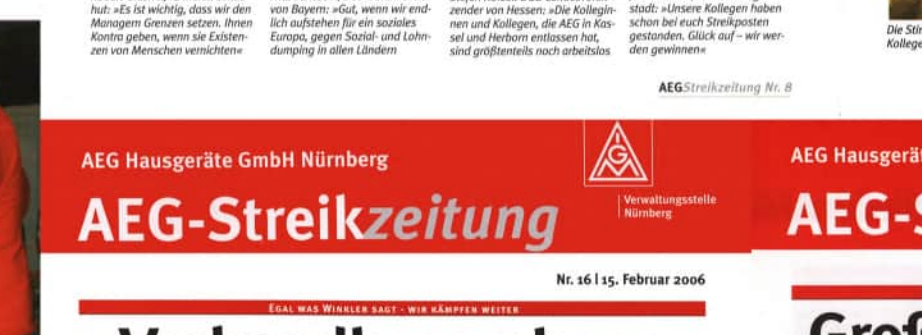 hut: »Es ist wichtig, dass wir den
Managern Grenzen setzen. Ihnen
Kontra geben, wenn sie Existen-
zen von Menschen vernichten«
von Bayern: »Gut, wenn wir end-
lich aufstehen für ein soziales
Europa, gegen Sozial- und Lohn-
dumping in allen Ländern
zender von Hessen: »Die Kollegin-
nen und Kollegen, die AEG in Kas-
sel und Herborn entlassen hat,
sind größtenteils noch arbeitslos
stadt: »Unsere Kollegen haben
schon bei euch Streikposten
gestanden. Glück auf – wir wer-
den gewinnen«
Die Stim
Kollege
AEGStreikzeitung Nr. 8
AEG Hausgeräte GmbH Nürnberg
AEG-Streikzeitung
IGM
Verwaltungsstelle
Nürnberg
Nr. 16 | 15. Februar 2006
EGAL WAS WINKLER SAGT - WIR KÄMPFEN WEITER
AEG Hausgerä
AEG-S